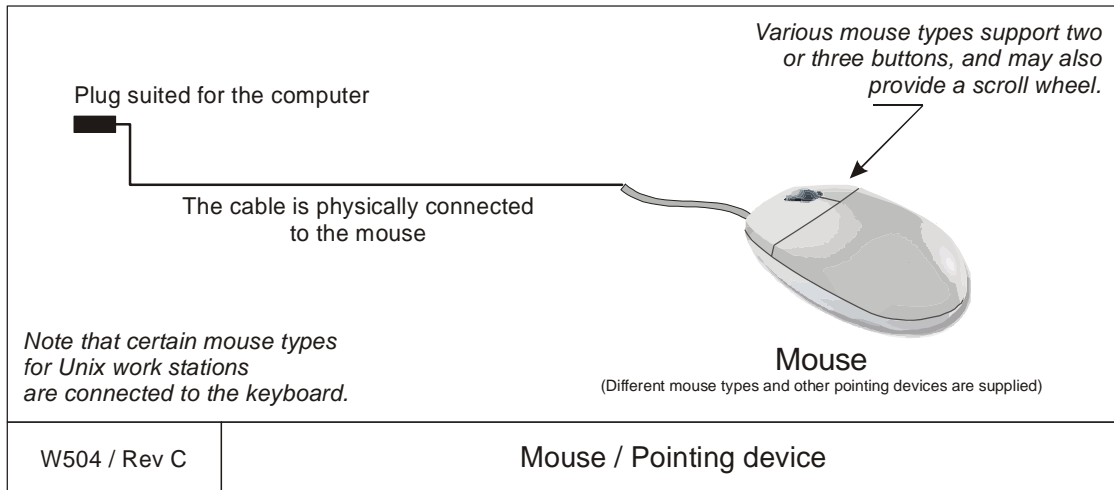 Various mouse types support two
or three buttons, and may also
provide a scroll wheel.
Plug suited for the computer
The cable is physically connected
to the mouse
Note that certain mouse types
for Unix work stations
are connected to the keyboard.
Mouse
(Different mouse types and other pointing devices are supplied)
W504 / Rev C
Mouse / Pointing device